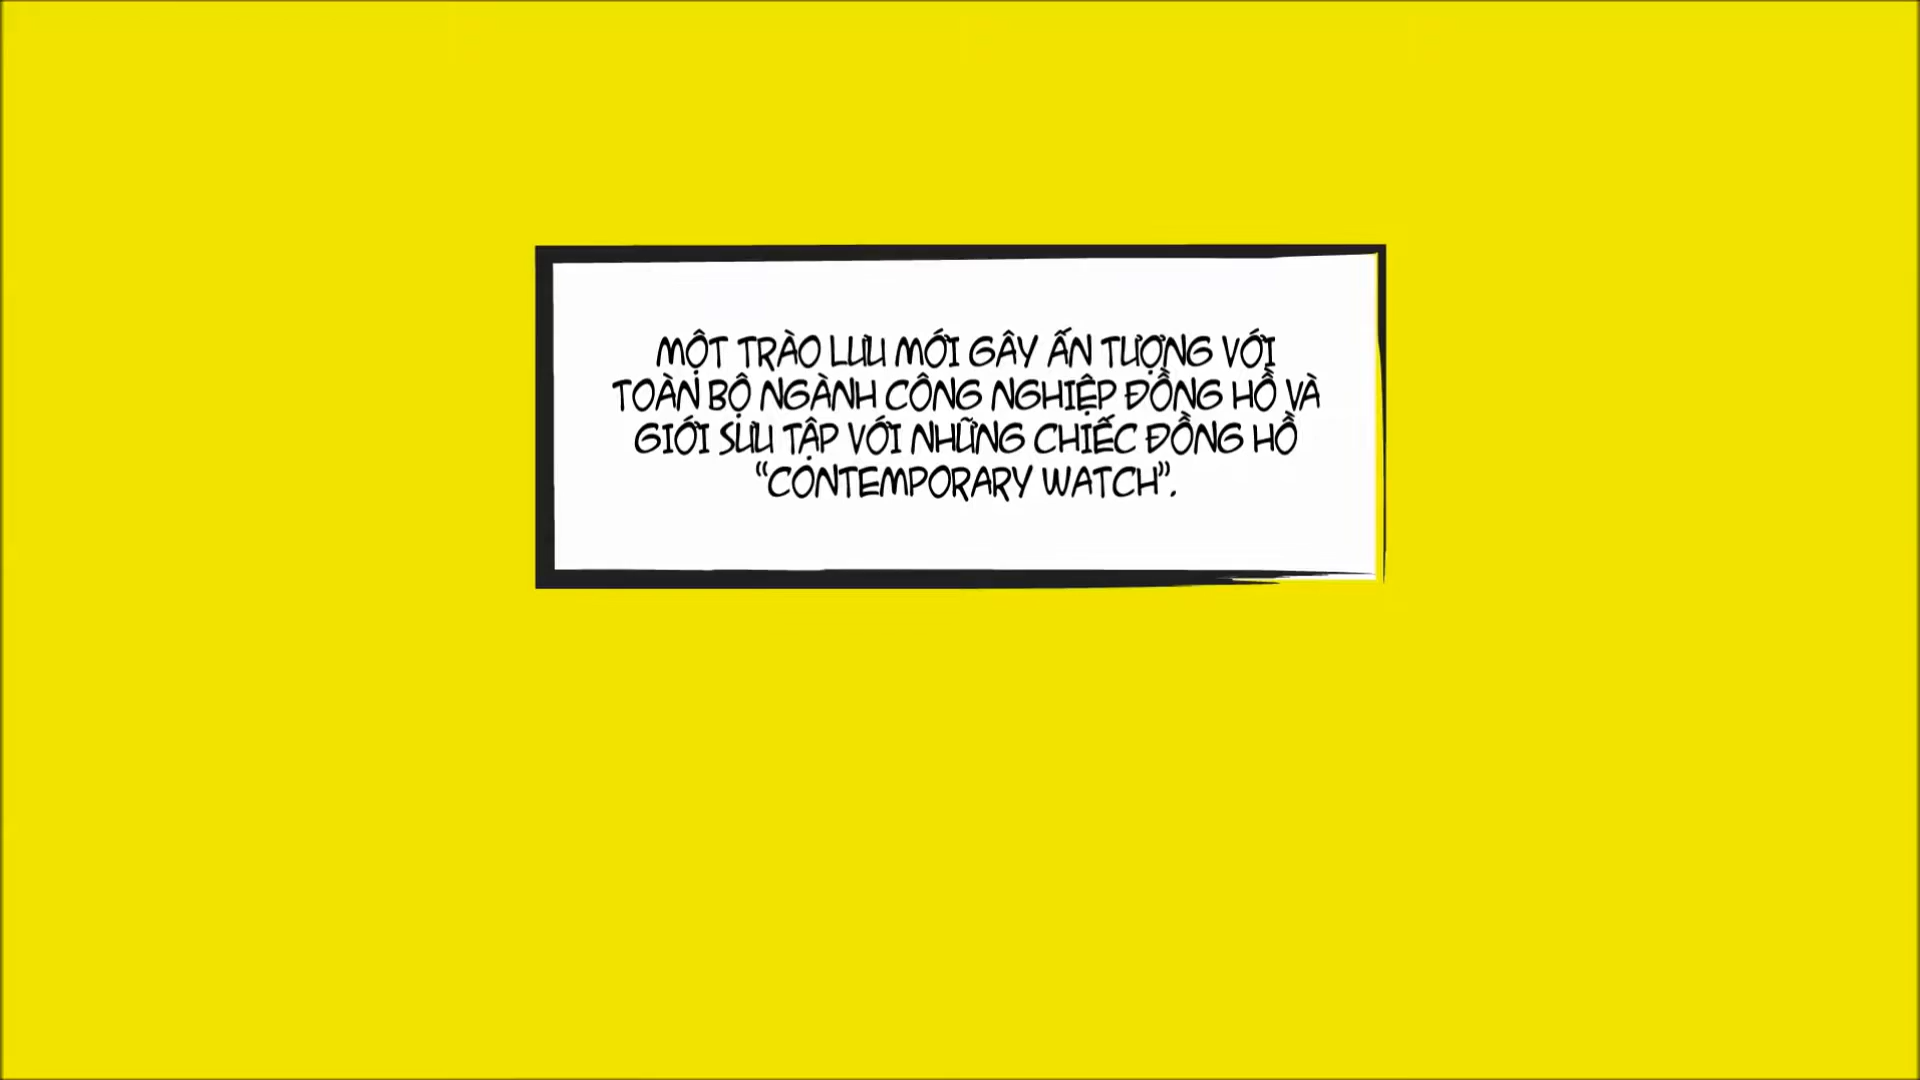 MỘT TRÀO LƯU MỚI GÂY ẤN TƯỢNG VỚI
TOÀN BỘ NGÀNH CÔNG NGHIỆP ĐỒNG HỒ VÀ
GIỚI SƯU TẬP VỚI NHỮNG CHIẾC ĐỒNG HỒ
“CONTEMPORARY WATCH”.